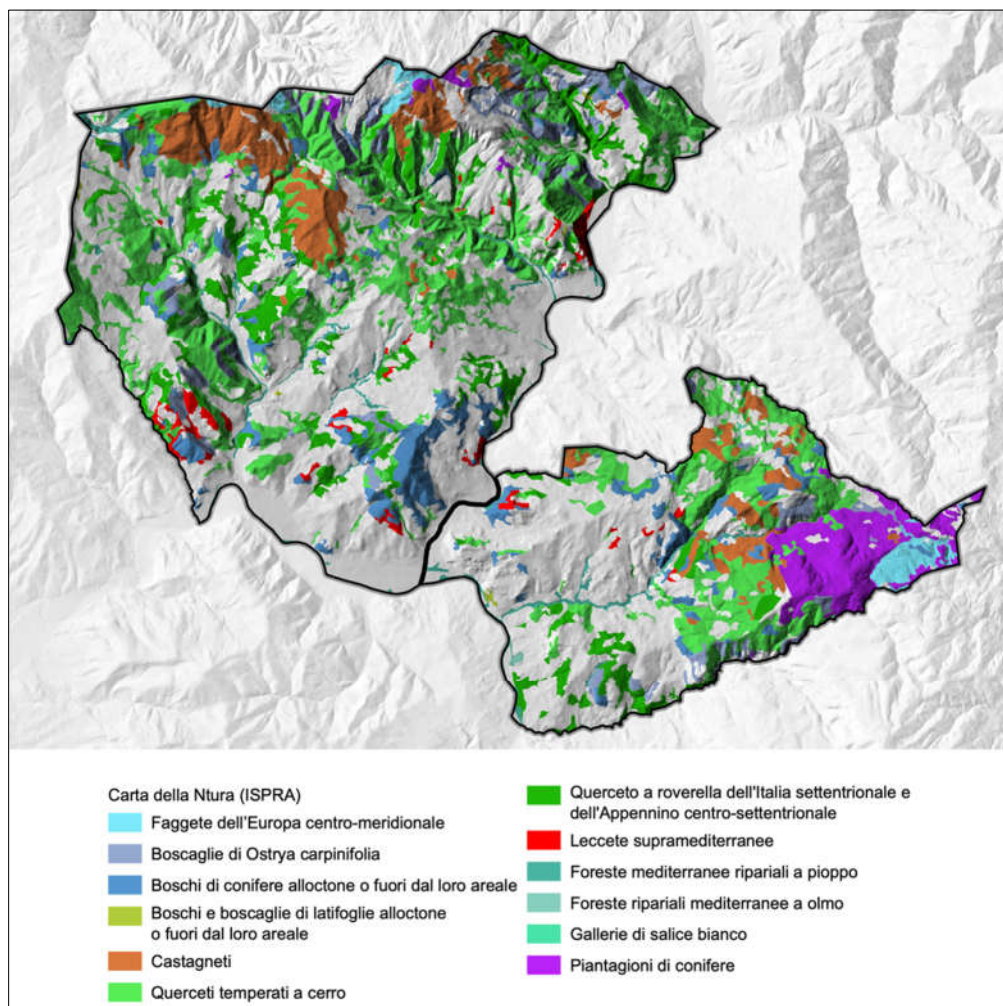 Carta della Ntura (ISPRA)
Faggete dell'Europa centro-meridionale
Boscaglie di Ostrya carpinifolia
Boschi di conifere alloctone o fuori dal loro areale
Boschi e boscaglie di latifoglie alloctone
o fuori dal loro areale
Castagneti
Querceti temperati a cerro
Querceto a roverella dell'Italia settentrionale e
dell'Appennino centro-settentrionale
Leccete supramediterranee
Foreste mediterranee ripariali a pioppo
Foreste ripariali mediterranee a olmo
Gallerie di salice bianco
Piantagioni di conifere